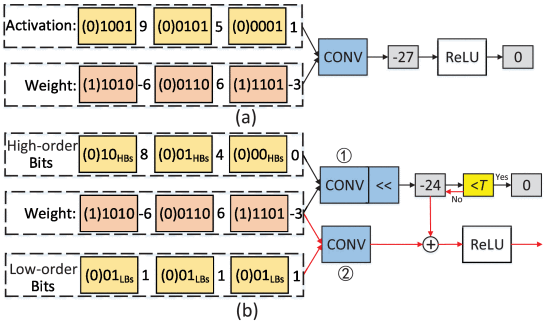 Activation: (0)1001 9 (0)0101 5 (0)0001 1
CONV -27 ReLU 0
Weight: (1)1010 -6 (0)0110 6 (1)1101 -3
(a)
High-order Bits (0)10HBs 8 (0)01HBs 4 (0)00HBs 0
①
CONV << -24 <T Yes 0
No
Weight: (1)1010 -6 (0)0110 6 (1)1101 -3
CONV + ReLU
②
Low-order Bits (0)01LBs 1 (0)01LBs 1 (0)01LBs 1
(b)